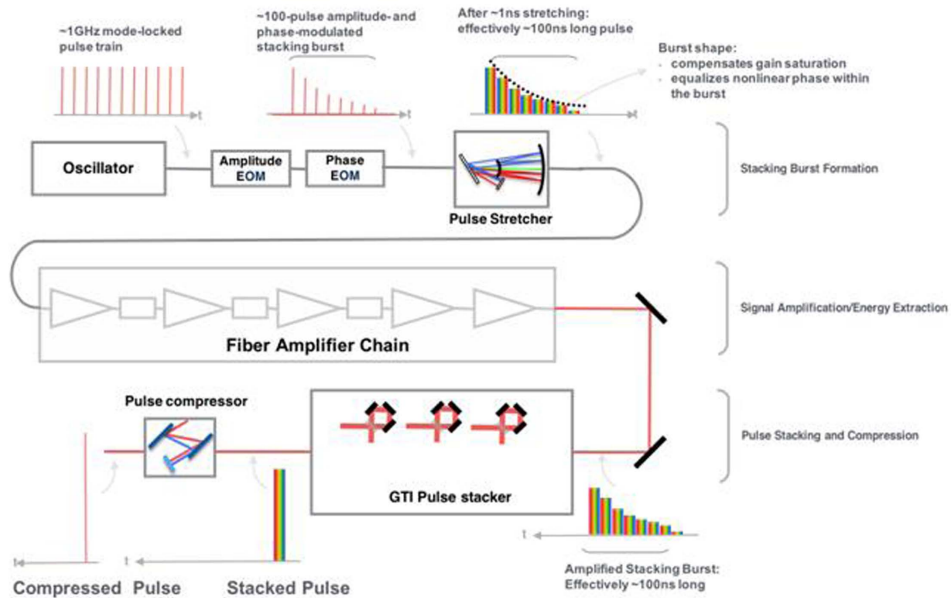 ~1GHz mode-locked
pulse train
~100-pulse amplitude- and
phase-modulated
stacking burst
After ~1ns stretching:
effectively ~100ns long pulse
Burst shape:
- compensates gain saturation
- equalizes nonlinear phase within
the burst
t
t
t
Oscillator
Amplitude
EOM
Phase
EOM
Pulse Stretcher
Stacking Burst Formation
Fiber Amplifier Chain
Signal Amplification/Energy Extraction
Pulse compressor
GTI Pulse stacker
Pulse Stacking and Compression
t
t
t
Compressed Pulse
Stacked Pulse
Amplified Stacking Burst:
Effectively ~100ns long